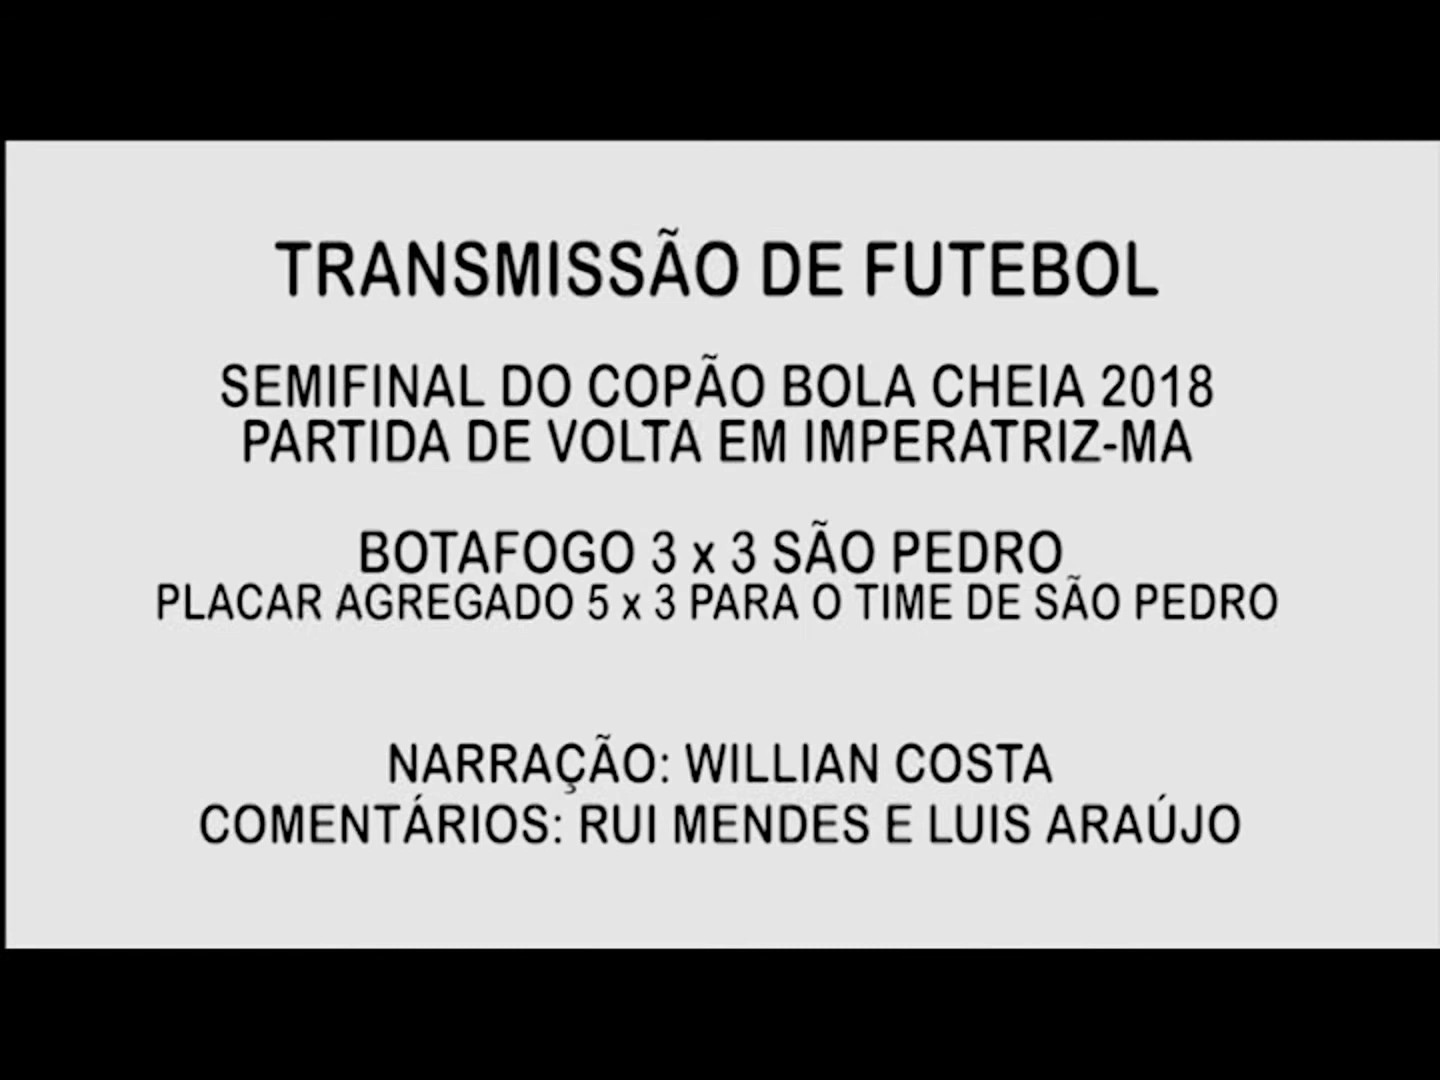 TRANSMISSÃO DE FUTEBOL
SEMIFINAL DO COPÃO BOLA CHEIA 2018
PARTIDA DE VOLTA EM IMPERATRIZ-MA
BOTAFOGO 3 x 3 SÃO PEDRO
PLACAR AGREGADO 5 x 3 PARA O TIME DE SÃO PEDRO
NARRAÇÃO: WILLIAN COSTA
COMENTÁRIOS: RUI MENDES E LUIS ARAÚJO